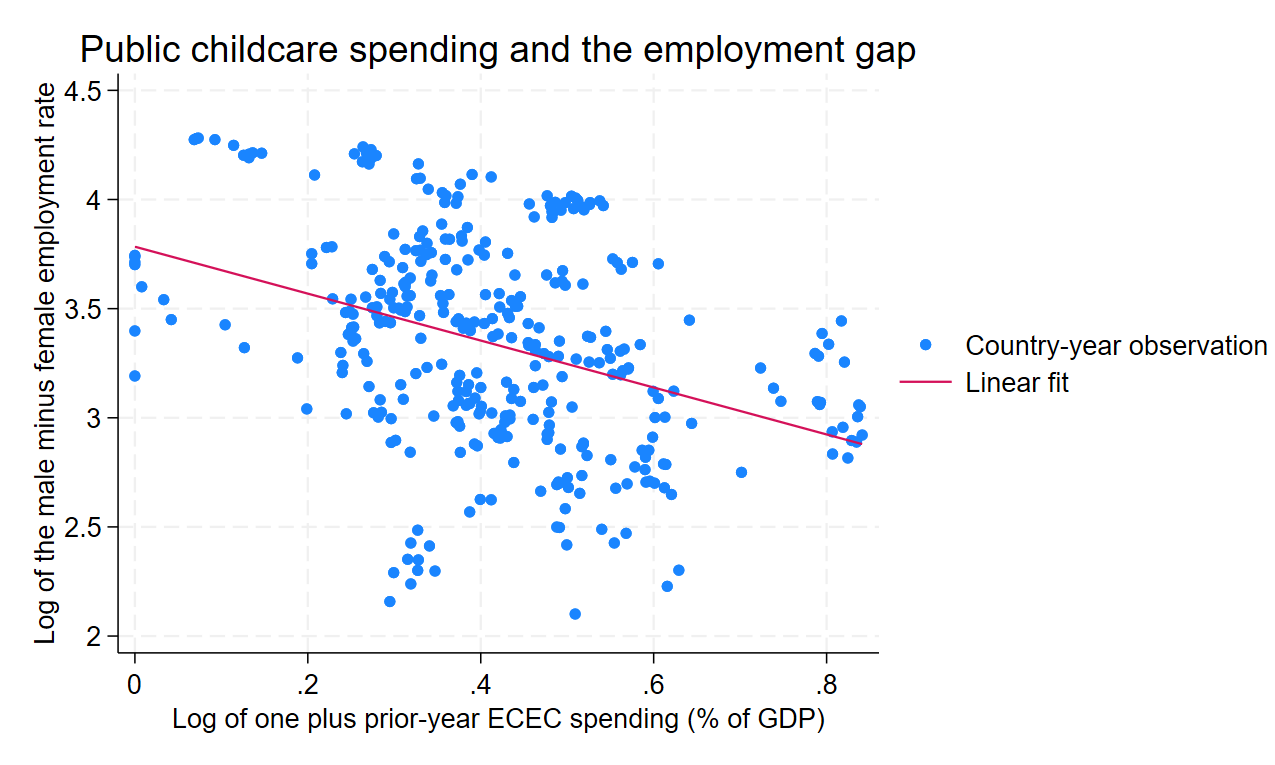 Public childcare spending and the employment gap
Log of the male minus female employment rate
4.5
4
3.5
3
2.5
2
0
.2
.4
.6
.8
Log of one plus prior-year ECEC spending (% of GDP)
Country-year observation
Linear fit